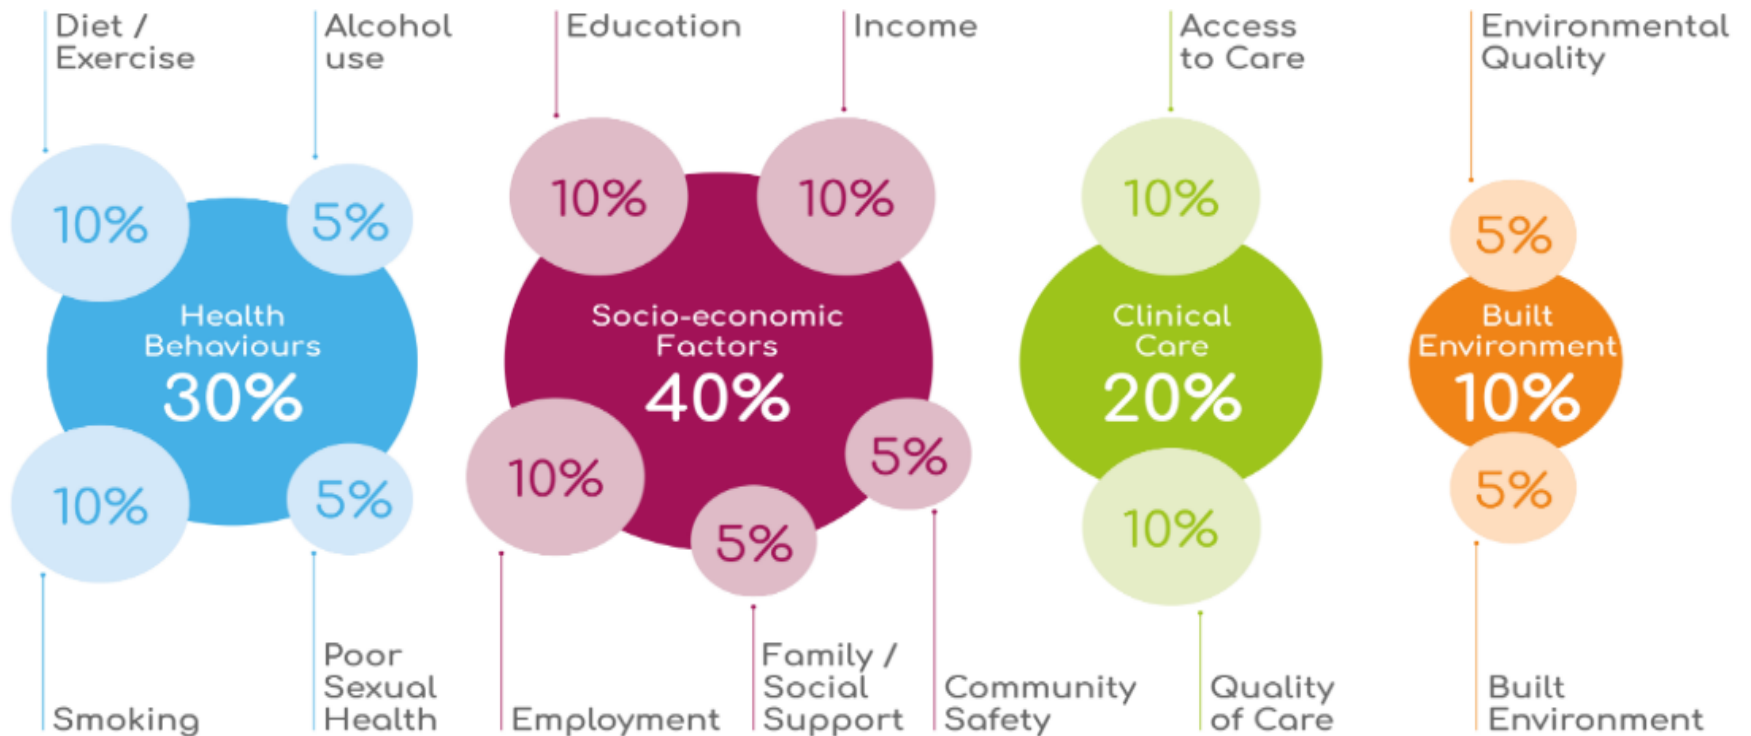 Diet /
Exercise
Alcohol
use
Education
Income
Access
to Care
Environmental
Quality
10%
5%
10%
10%
10%
5%
Health
Behaviours
30%
Socio-economic
Factors
40%
Clinical
Care
20%
Built
Environment
10%
10%
5%
10%
5%
5%
10%
5%
Smoking
Poor
Sexual
Health
Employment
Family /
Social
Support
Community
Safety
Quality
of Care
Built
Environment